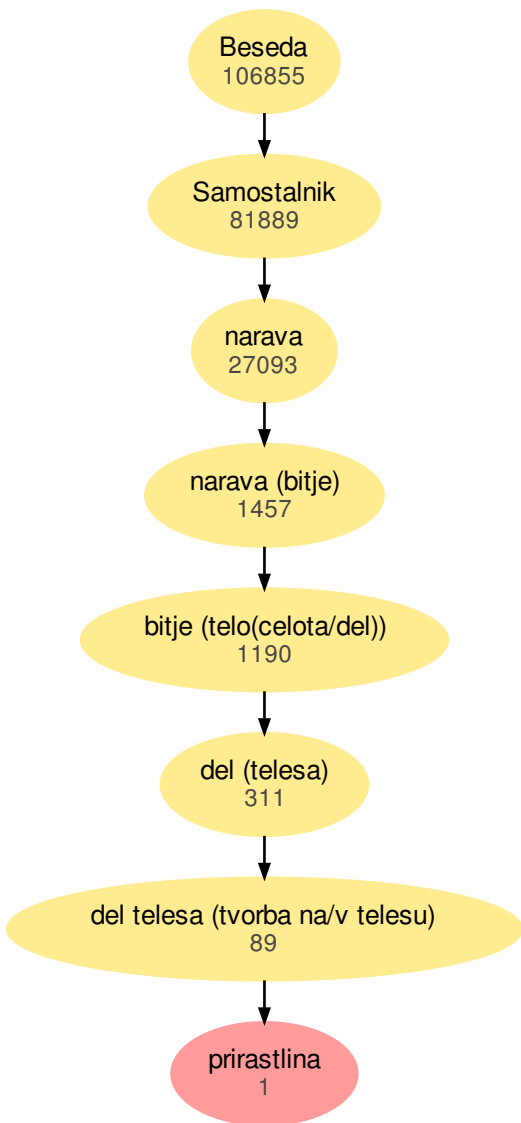 Beseda
106855
Samostalnik
81889
narava
27093
narava (bitje)
1457
bitje (telo(celota/del))
1190
del (telesa)
311
del telesa (tvorba na/v telesu)
89
prirastlina
1